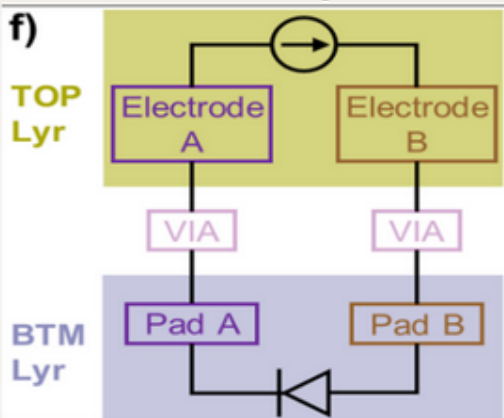 f)
TOP
Lyr
Electrode
A
Electrode
B
VIA
VIA
BTM
Lyr
Pad A
Pad B